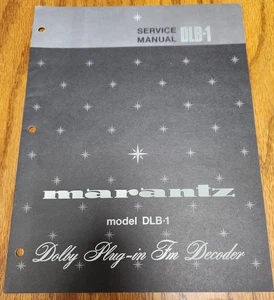 SERVICE
MANUAL DLB·1
marantz
model DLB·1
Dolby Plug-in Fm Decoder